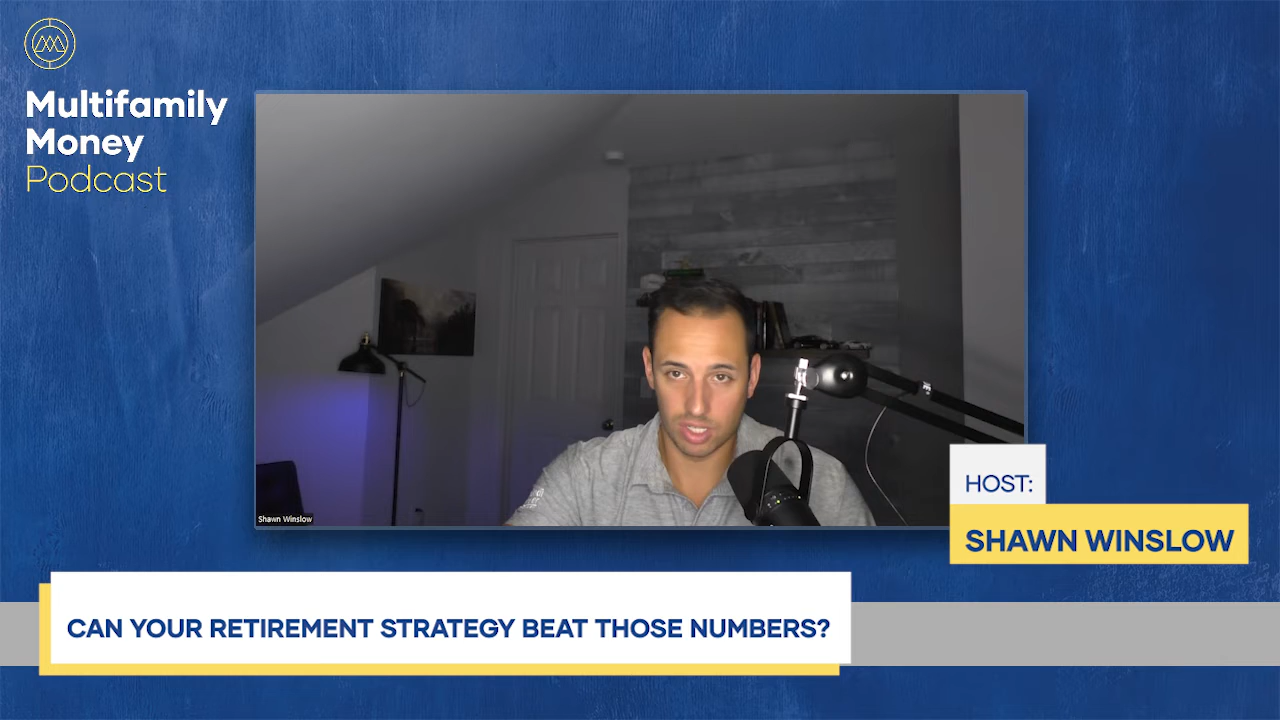 Multifamily
Money
Podcast
Shawn Winslow
HOST:
SHAWN WINSLOW
CAN YOUR RETIREMENT STRATEGY BEAT THOSE NUMBERS?